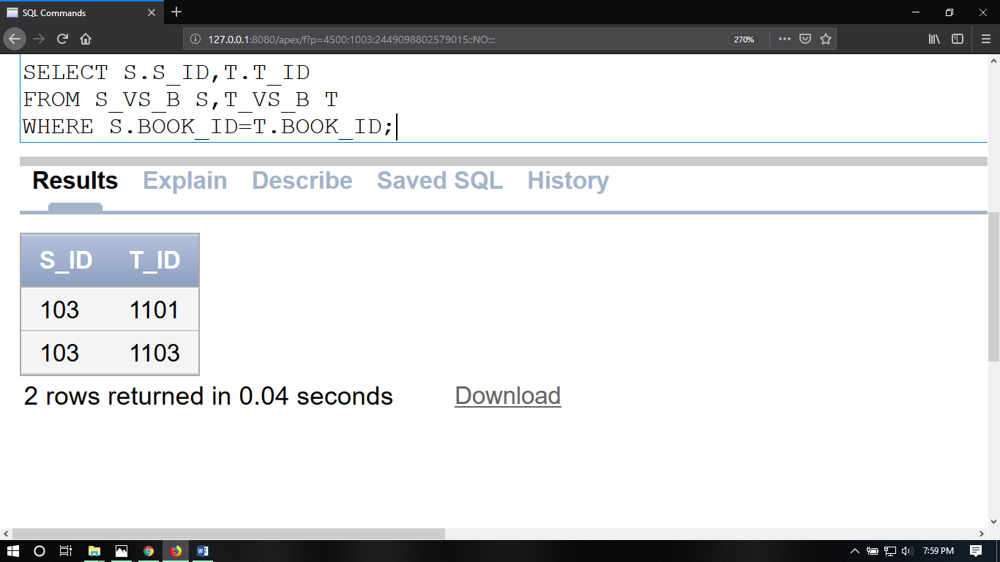 SQL Commands
127.0.0.1:8080/apex/f?p=4500:1003:2449098802579015::NO:::
270%
SELECT S.S_ID,T.T_ID
FROM S_VS_B S,T_VS_B T
WHERE S.BOOK_ID=T.BOOK_ID;
Results Explain Describe Saved SQL History
S_ID T_ID
103 1101
103 1103
2 rows returned in 0.04 seconds Download
7:59 PM